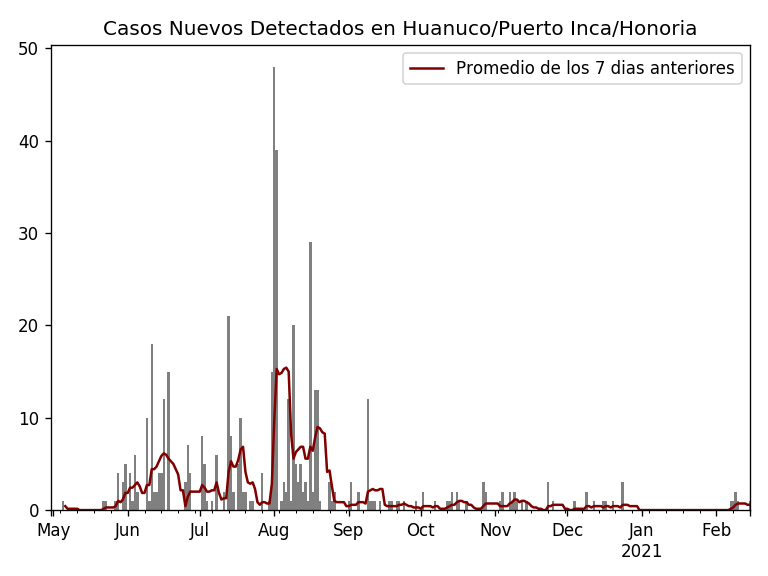 Casos Nuevos Detectados en Huanuco/Puerto Inca/Honoria
Promedio de los 7 dias anteriores
50
40
30
20
10
0
May Jun Jul Aug Sep Oct Nov Dec Jan Feb
2021